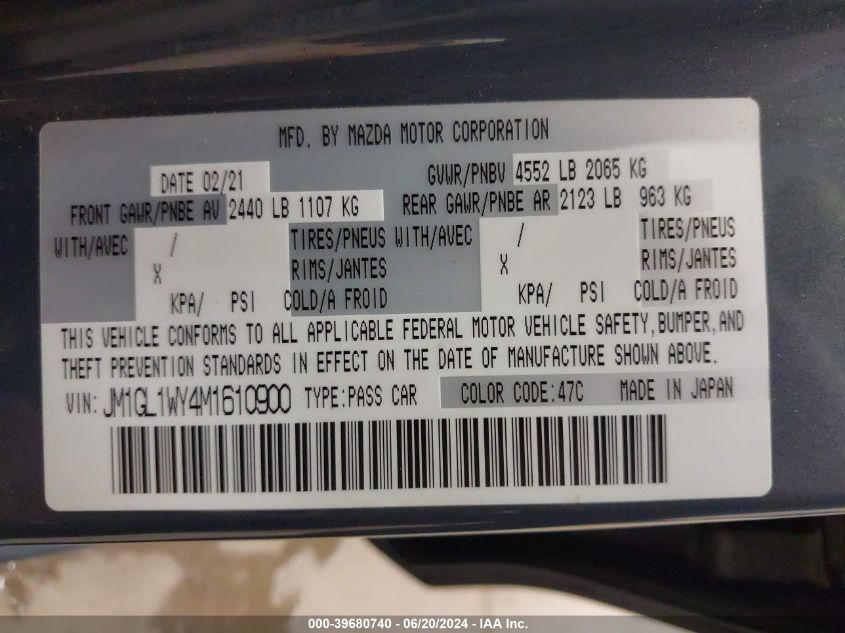 MFD. BY MAZDA MOTOR CORPORATION
DATE 02/21 GVWR/PNBV 4552 LB 2065 KG
FRONT GAWR/PNBE AV 2440 LB 1107 KG REAR GAWR/PNBE AR 2123 LB 963 KG
WITH/AVEC / TIRES/PNEUS WITH/AVEC / TIRES/PNEUS
X RIMS/JANTES X RIMS/JANTES
KPA/ PSI COLD/A FROID KPA/ PSI COLD/A FROID
THIS VEHICLE CONFORMS TO ALL APPLICABLE FEDERAL MOTOR VEHICLE SAFETY, BUMPER, AND
THEFT PREVENTION STANDARDS IN EFFECT ON THE DATE OF MANUFACTURE SHOWN ABOVE.
VIN: JM1GL1WY4M1610900 TYPE:PASS CAR COLOR CODE:47C MADE IN JAPAN
000-39680740 - 06/20/2024 - IAA Inc.